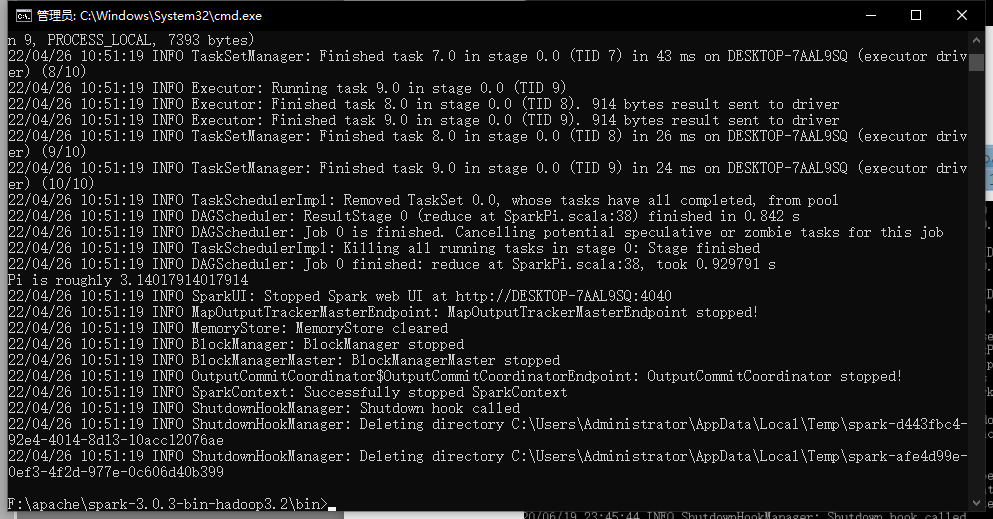 管理员: C:\Windows\System32\cmd.exe
n 9, PROCESS_LOCAL, 7393 bytes)
22/04/26 10:51:19 INFO TaskSetManager: Finished task 7.0 in stage 0.0 (TID 7) in 43 ms on DESKTOP-7AAL9SQ (executor driv
er) (8/10)
22/04/26 10:51:19 INFO Executor: Running task 9.0 in stage 0.0 (TID 9)
22/04/26 10:51:19 INFO Executor: Finished task 8.0 in stage 0.0 (TID 8). 914 bytes result sent to driver
22/04/26 10:51:19 INFO Executor: Finished task 9.0 in stage 0.0 (TID 9). 914 bytes result sent to driver
22/04/26 10:51:19 INFO TaskSetManager: Finished task 8.0 in stage 0.0 (TID 8) in 26 ms on DESKTOP-7AAL9SQ (executor driv
er) (9/10)
22/04/26 10:51:19 INFO TaskSetManager: Finished task 9.0 in stage 0.0 (TID 9) in 24 ms on DESKTOP-7AAL9SQ (executor driv
er) (10/10)
22/04/26 10:51:19 INFO TaskSchedulerImpl: Removed TaskSet 0.0, whose tasks have all completed, from pool
22/04/26 10:51:19 INFO DAGScheduler: ResultStage 0 (reduce at SparkPi.scala:38) finished in 0.842 s
22/04/26 10:51:19 INFO DAGScheduler: Job 0 is finished. Cancelling potential speculative or zombie tasks for this job
22/04/26 10:51:19 INFO TaskSchedulerImpl: Killing all running tasks in stage 0: Stage finished
22/04/26 10:51:19 INFO DAGScheduler: Job 0 finished: reduce at SparkPi.scala:38, took 0.929791 s
Pi is roughly 3.14017914017914
22/04/26 10:51:19 INFO SparkUI: Stopped Spark web UI at http://DESKTOP-7AAL9SQ:4040
22/04/26 10:51:19 INFO MapOutputTrackerMasterEndpoint: MapOutputTrackerMasterEndpoint stopped!
22/04/26 10:51:19 INFO MemoryStore: MemoryStore cleared
22/04/26 10:51:19 INFO BlockManager: BlockManager stopped
22/04/26 10:51:19 INFO BlockManagerMaster: BlockManagerMaster stopped
22/04/26 10:51:19 INFO OutputCommitCoordinator$OutputCommitCoordinatorEndpoint: OutputCommitCoordinator stopped!
22/04/26 10:51:19 INFO SparkContext: Successfully stopped SparkContext
22/04/26 10:51:19 INFO ShutdownHookManager: Shutdown hook called
22/04/26 10:51:19 INFO ShutdownHookManager: Deleting directory C:\Users\Administrator\AppData\Local\Temp\spark-d443fbc4-
92e4-4014-8d13-10acc12076ae
22/04/26 10:51:19 INFO ShutdownHookManager: Deleting directory C:\Users\Administrator\AppData\Local\Temp\spark-afe4d99e-
0ef3-4f2d-977e-0c606d40b399
F:\apache\spark-3.0.3-bin-hadoop3.2\bin>
20/06/19 23:45:44 INFO ShutdownHookManager: Shutdown hook called